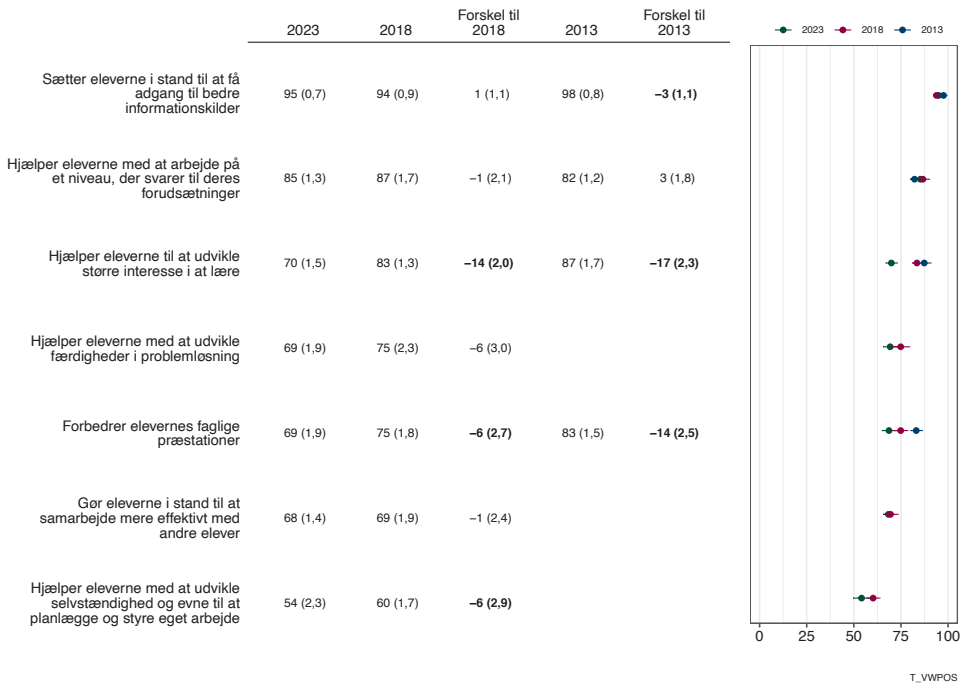 2023 2018 Forskel til 2018 2013 Forskel til 2013
2023 2018 2013
Sætter eleverne i stand til at få
adgang til bedre
informationskilder
95 (0,7) 94 (0,9) 1 (1,1) 98 (0,8) −3 (1,1)
Hjælper eleverne med at arbejde på
et niveau, der svarer til deres
forudsætninger
85 (1,3) 87 (1,7) −1 (2,1) 82 (1,2) 3 (1,8)
Hjælper eleverne til at udvikle
større interesse i at lære
70 (1,5) 83 (1,3) −14 (2,0) 87 (1,7) −17 (2,3)
Hjælper eleverne med at udvikle
færdigheder i problemløsning
69 (1,9) 75 (2,3) −6 (3,0)
Forbedrer elevernes faglige
præstationer
69 (1,9) 75 (1,8) −6 (2,7) 83 (1,5) −14 (2,5)
Gør eleverne i stand til at
samarbejde mere effektivt med
andre elever
68 (1,4) 69 (1,9) −1 (2,4)
Hjælper eleverne med at udvikle
selvstændighed og evne til at
planlægge og styre eget arbejde
54 (2,3) 60 (1,7) −6 (2,9)
0 25 50 75 100
T_VWPOS